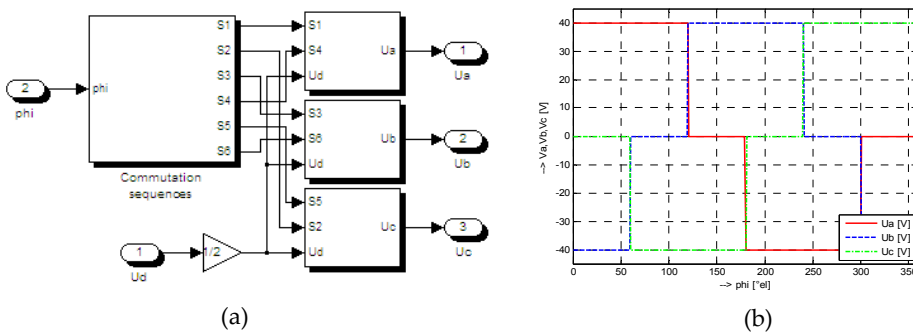 S1
S2
S3
S4
S5
S6
phi
Commutation
sequences
2
phi
1
Ud
1/2
S1
S4
Ud
Ua
S3
S6
Ud
Ub
S5
S2
Ud
Uc
1
Ua
2
Ub
3
Uc
(a)
--> Va,Vb,Vc [V]
40
30
20
10
0
-10
-20
-30
-40
0
50
100
150
200
250
300
350
--> phi [°el]
Ua [V]
Ub [V]
Uc [V]
(b)